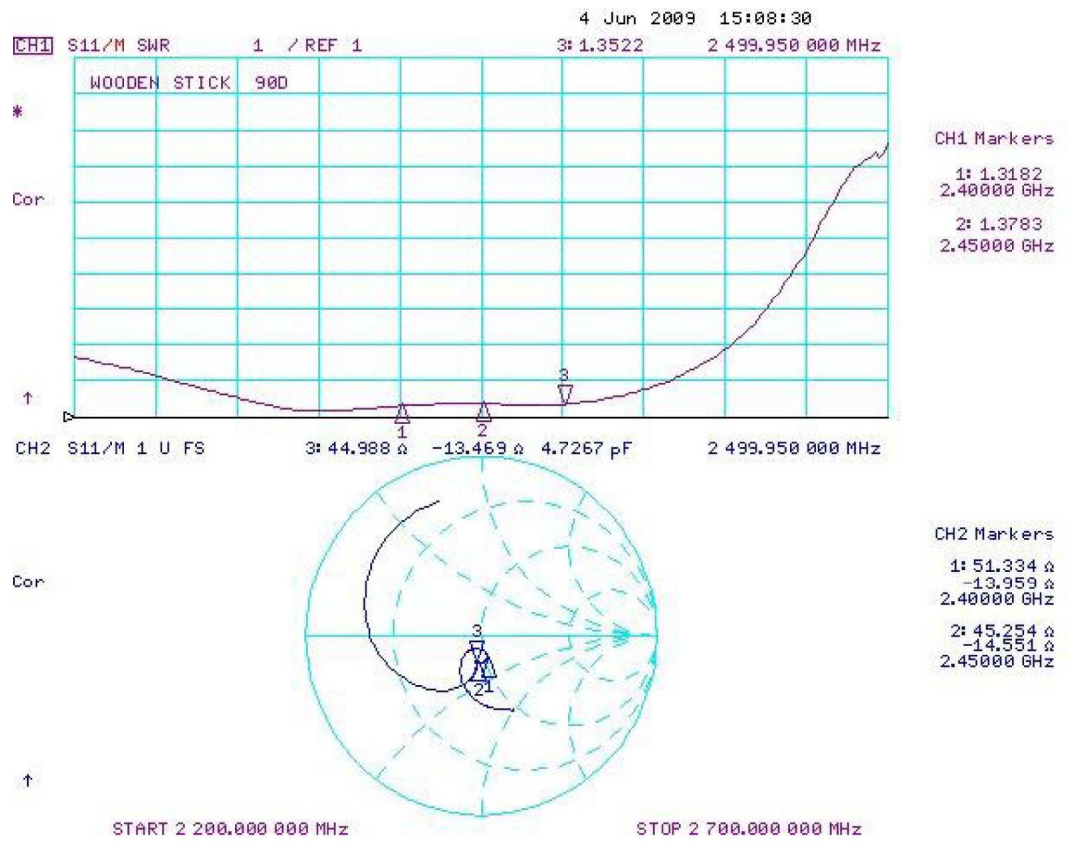 4 Jun 2009 15:08:30
CH1 S11/M SWR 1 / REF 1 3: 1.3522 2 499.950 000 MHz
WOODEN STICK 90D
*
CH1 Markers
1: 1.3182
2.40000 GHz
Cor
2: 1.3783
2.45000 GHz
3
↑
1
2
CH2 S11/M 1 U FS 3: 44.988 Ω -13.469 Ω 4.7267 pF 2 499.950 000 MHz
CH2 Markers
1: 51.334 Ω
-13.959 Ω
2.40000 GHz
Cor
2: 45.254 Ω
-14.551 Ω
2.45000 GHz
3
2 1
↑
START 2 200.000 000 MHz STOP 2 700.000 000 MHz